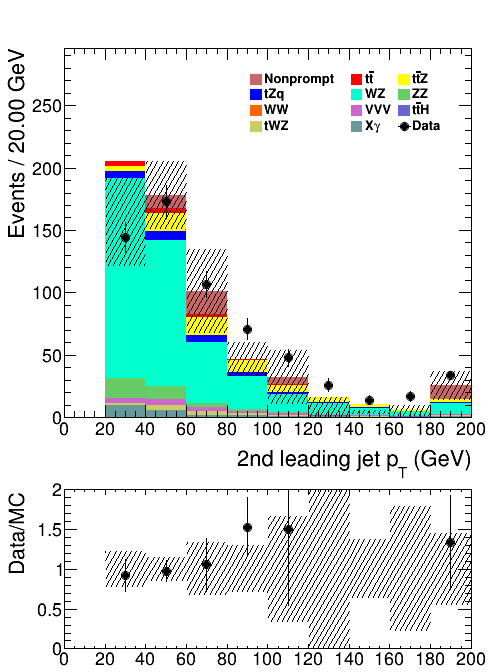 Events / 20.00 GeV
250
200
150
100
50
0
Nonprompt tt̄ tt̄Z
tZq WZ ZZ
WW VVV tt̄H
tWZ Xγ Data
0 20 40 60 80 100 120 140 160 180 200
2nd leading jet pT (GeV)
Data/MC
2
1.5
1
0.5
0
0 20 40 60 80 100 120 140 160 180 200